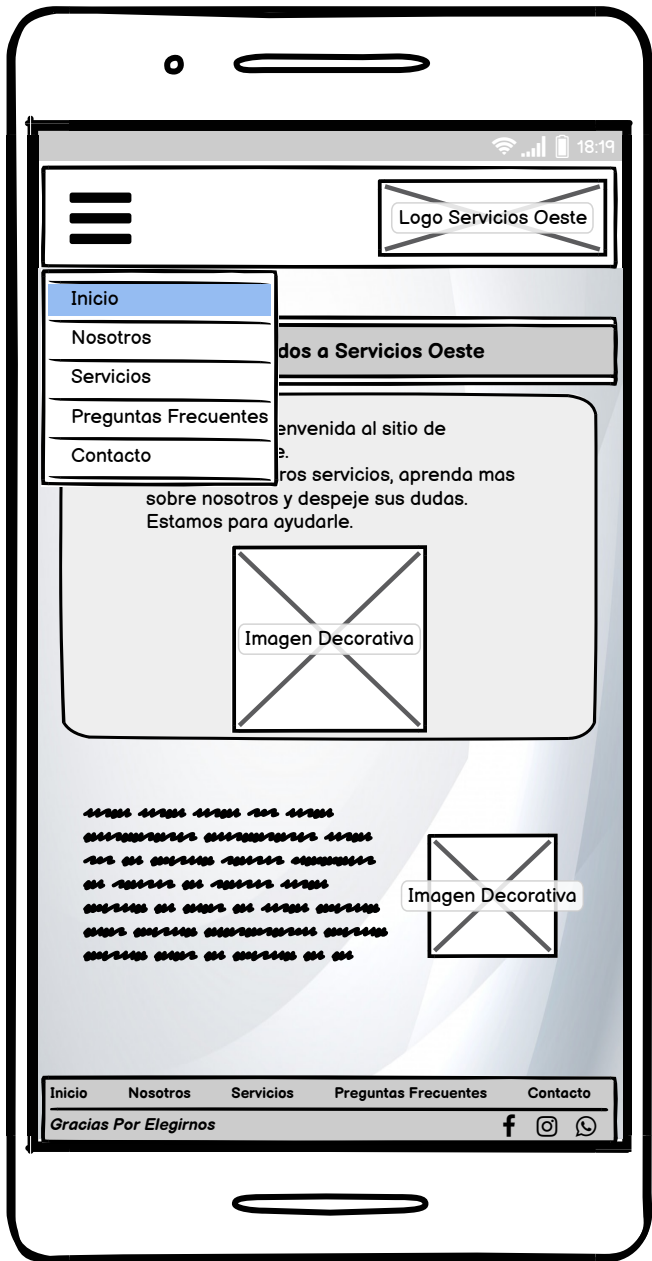 18:19
Logo Servicios Oeste
Inicio
Nosotros
Servicios
Preguntas Frecuentes
Contacto
dos a Servicios Oeste
envenida al sitio de
e.
ros servicios, aprenda mas
sobre nosotros y despeje sus dudas.
Estamos para ayudarle.
Imagen Decorativa
Imagen Decorativa
Inicio Nosotros Servicios Preguntas Frecuentes Contacto
Gracias Por Elegirnos